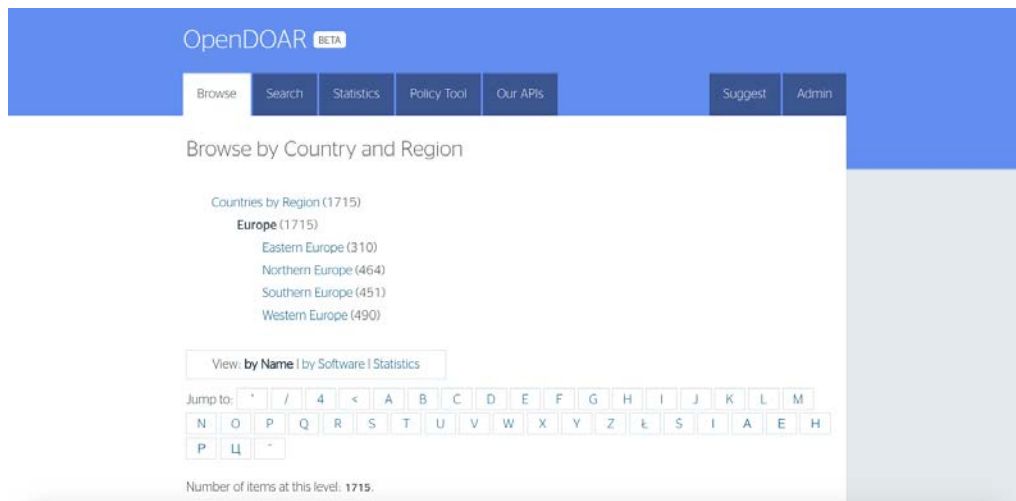 OpenDOAR BETA
Browse Search Statistics Policy Tool Our APIs Suggest Admin
Browse by Country and Region
Countries by Region (1715)
Europe (1715)
Eastern Europe (310)
Northern Europe (464)
Southern Europe (451)
Western Europe (490)
View: by Name | by Software | Statistics
Jump to: / 4 < A B C D E F G H I J K L M
N O P Q R S T U V W X Y Z Ł Ś І А Е Н
Р Ц
Number of items at this level: 1715.